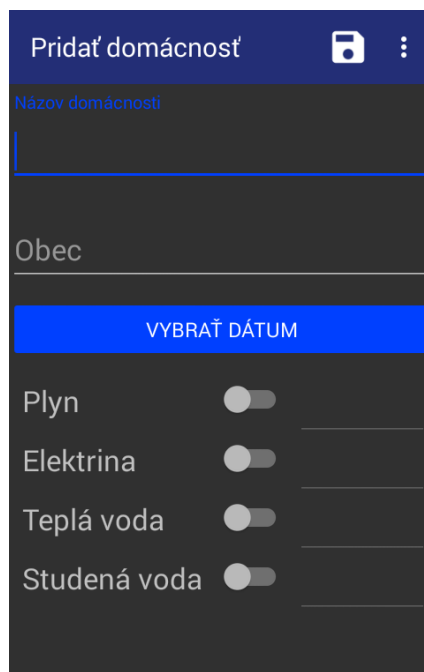 Pridať domácnosť
Názov domácnosti
Obec
VYBRAŤ DÁTUM
Plyn
Elektrina
Teplá voda
Studená voda